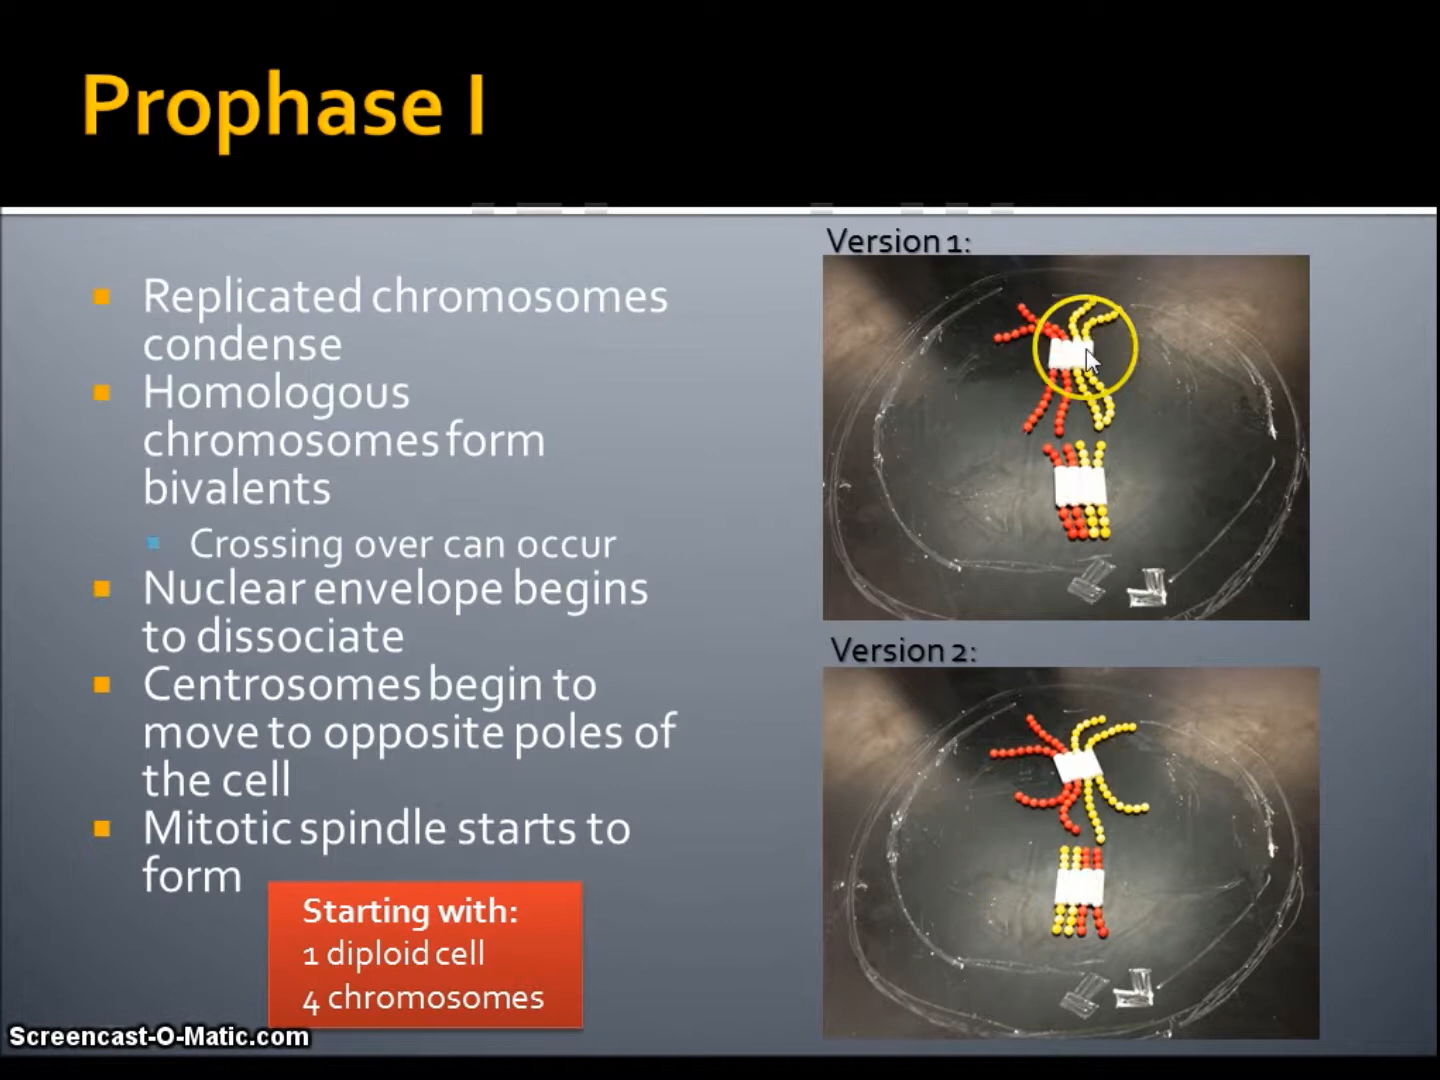 Prophase I
Replicated chromosomes
condense
Homologous
chromosomes form
bivalents
Crossing over can occur
Nuclear envelope begins
to dissociate
Centrosomes begin to
move to opposite poles of
the cell
Mitotic spindle starts to
form
Starting with:
1 diploid cell
4 chromosomes
Version 1:
Version 2:
Screencast-O-Matic.com